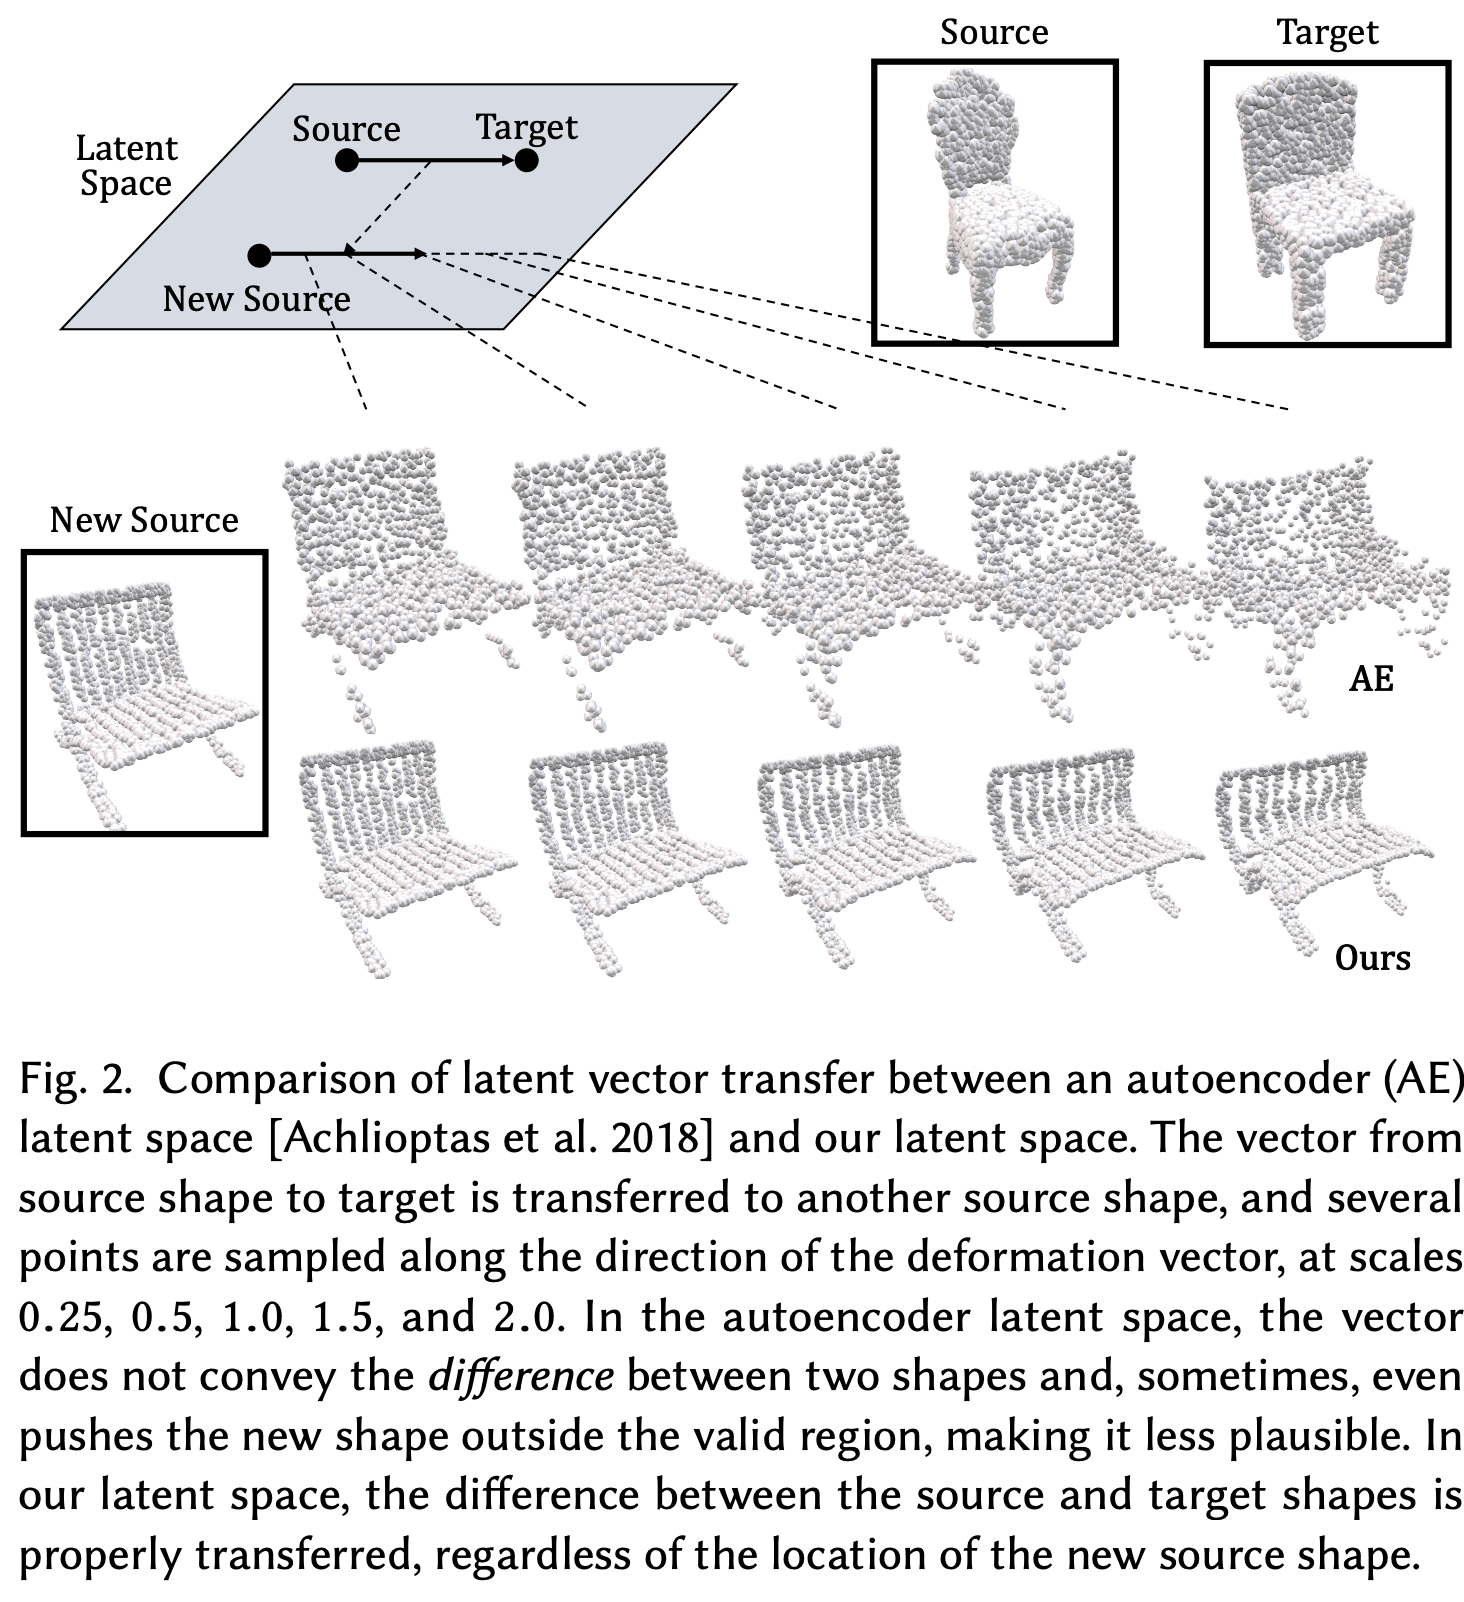 Source
Target
Latent
Space
Source
Target
New Source
New Source
AE
Ours
Fig. 2. Comparison of latent vector transfer between an autoencoder (AE)
latent space [Achlioptas et al. 2018] and our latent space. The vector from
source shape to target is transferred to another source shape, and several
points are sampled along the direction of the deformation vector, at scales
0.25, 0.5, 1.0, 1.5, and 2.0. In the autoencoder latent space, the vector
does not convey the difference between two shapes and, sometimes, even
pushes the new shape outside the valid region, making it less plausible. In
our latent space, the difference between the source and target shapes is
properly transferred, regardless of the location of the new source shape.